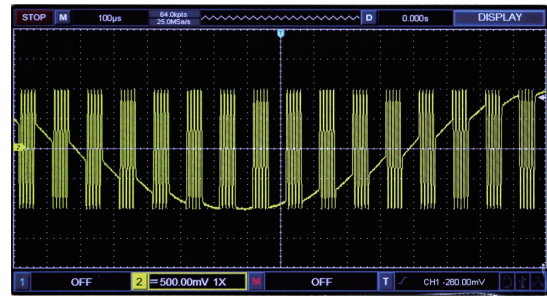 STOP M 100μs 64.0kpts D 0.000s DISPLAY
25.0MSa/s
T
2
1 OFF 2 =500.00mV 1X M OFF T CH1 -280.00mV